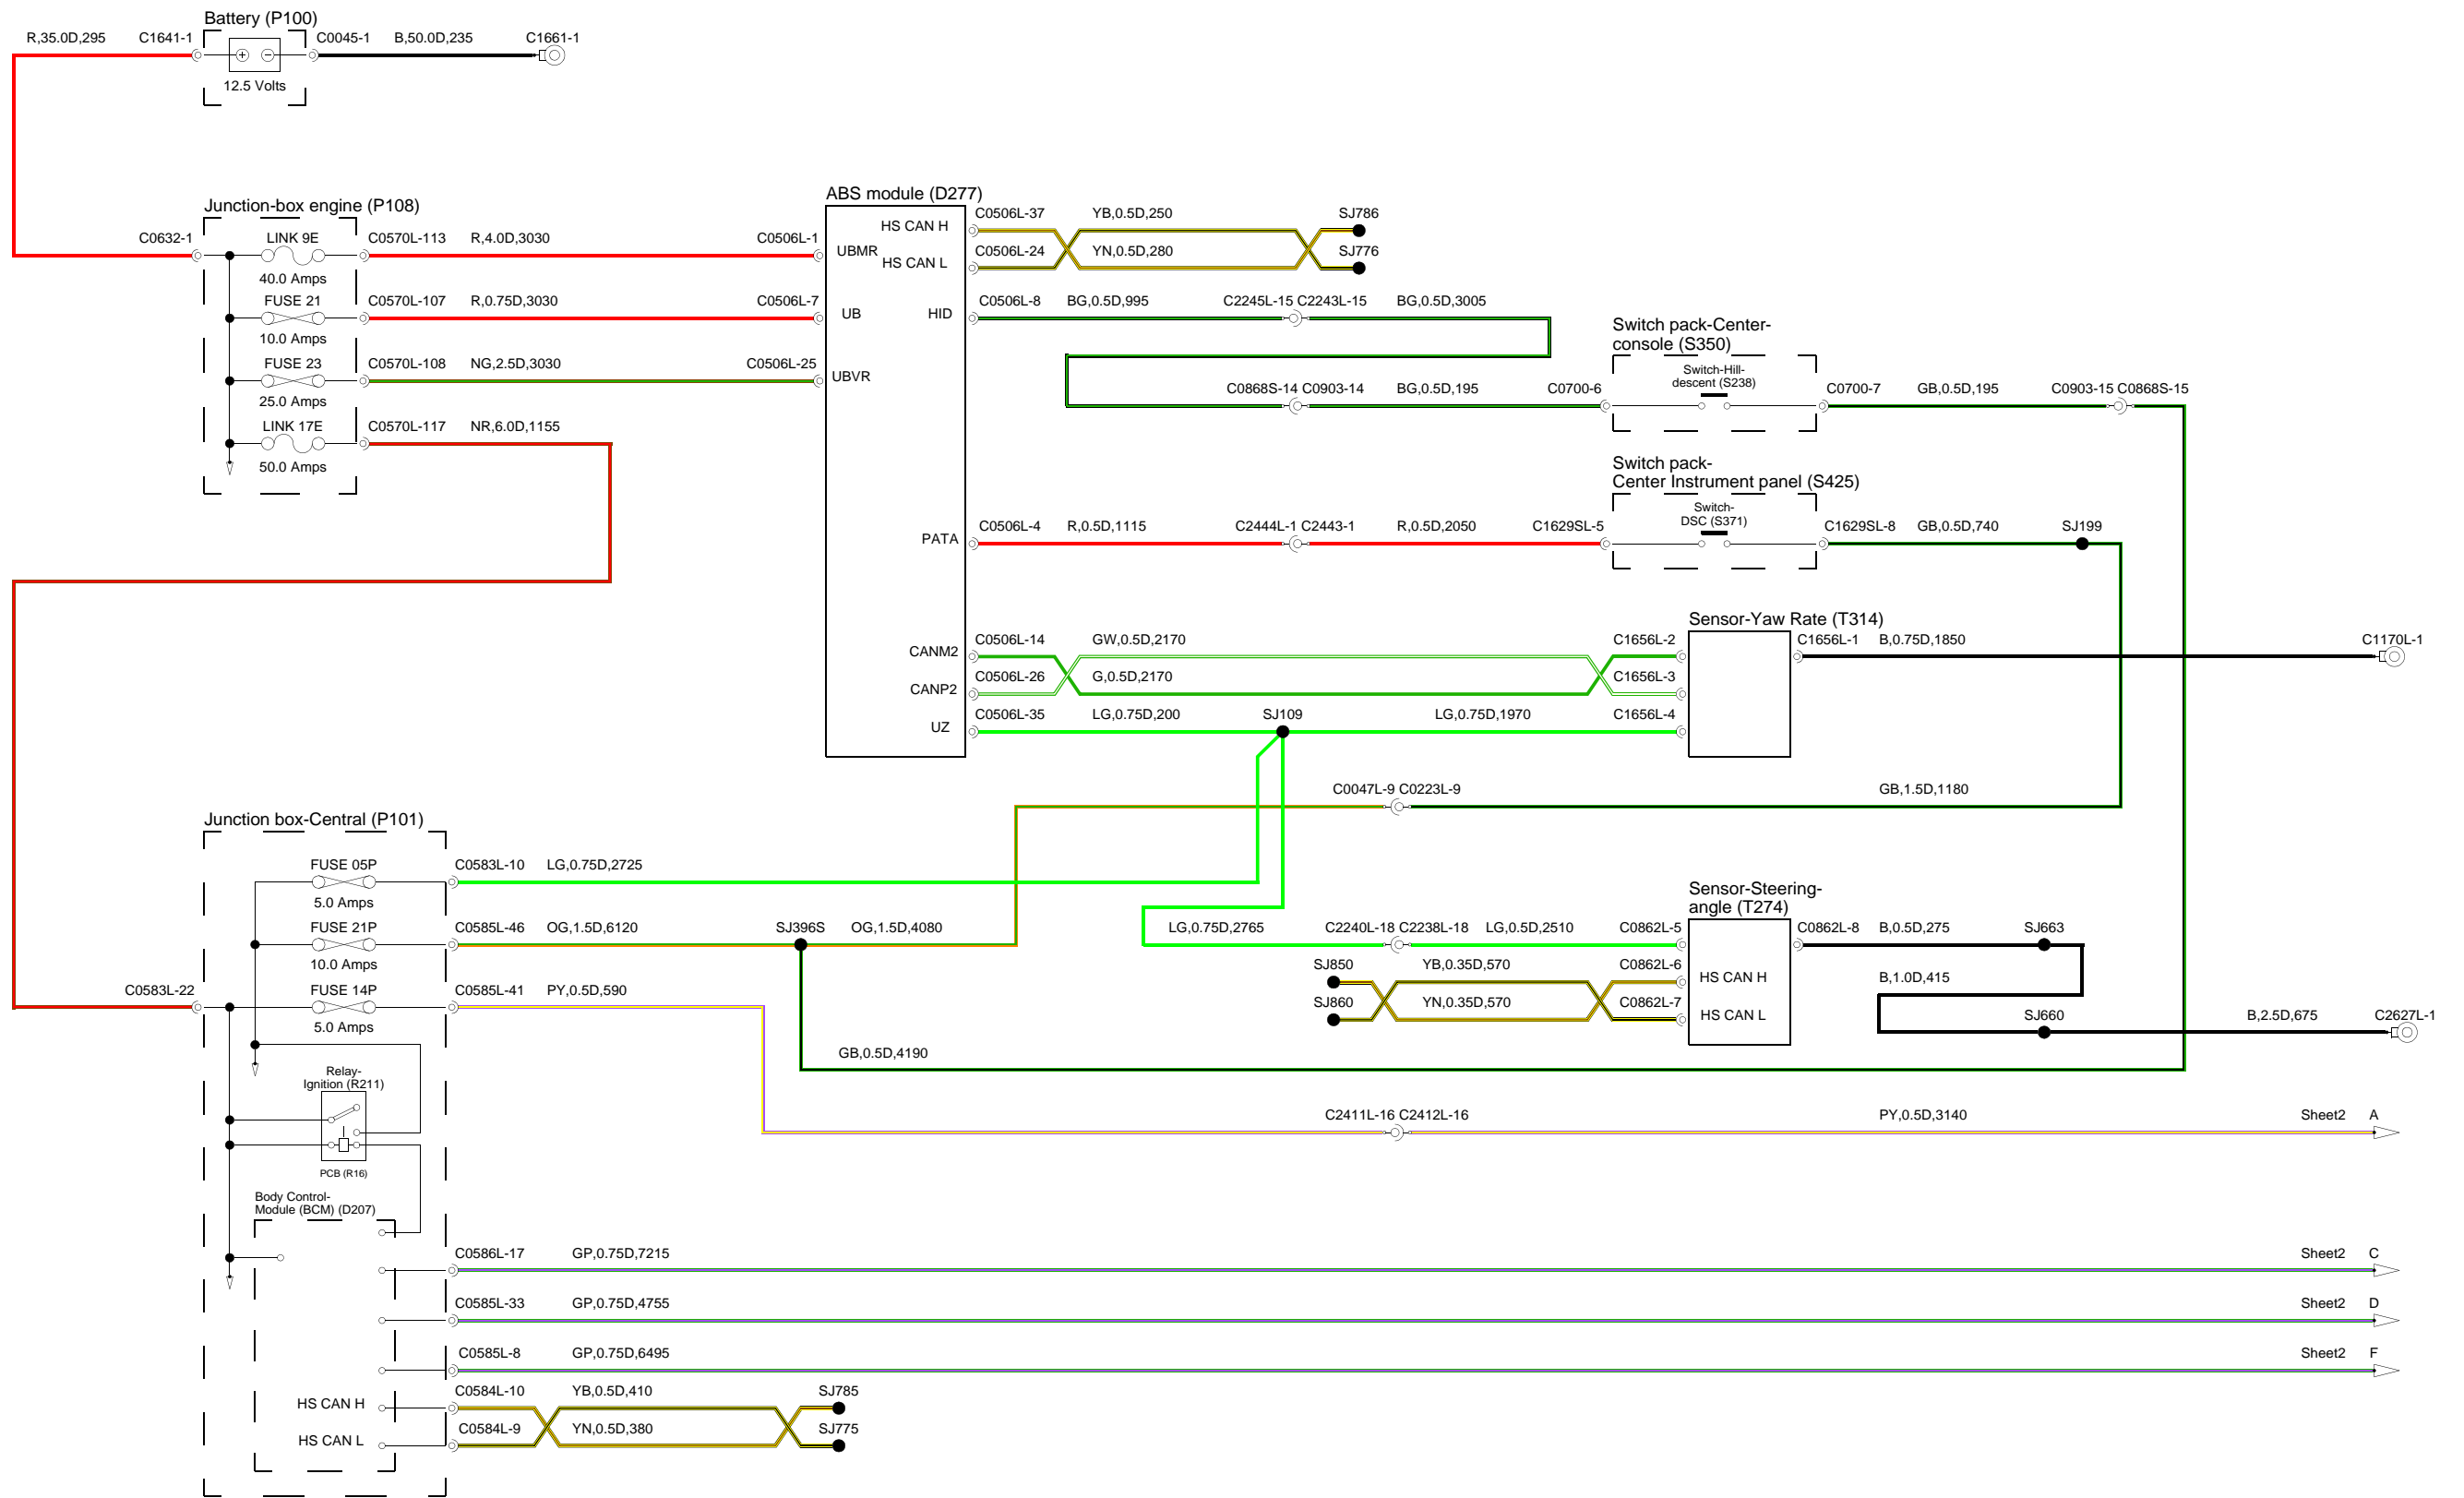 Battery (P100)
R,35.0D,295
C1641-1
C0045-1
B,50.0D,235
C1661-1
12.5 Volts
Junction-box engine (P108)
C0632-1
LINK 9E
40.0 Amps
C0570L-113
R,4.0D,3030
C0506L-1
FUSE 21
10.0 Amps
C0570L-107
R,0.75D,3030
C0506L-7
FUSE 23
25.0 Amps
C0570L-108
NG,2.5D,3030
C0506L-25
LINK 17E
50.0 Amps
C0570L-117
NR,6.0D,1155
ABS module (D277)
UBMR
UB
UBVR
HS CAN H
C0506L-37
YB,0.5D,250
SJ786
HS CAN L
C0506L-24
YN,0.5D,280
SJ776
HID
C0506L-8
BG,0.5D,995
C2245L-15 C2243L-15
BG,0.5D,3005
Switch pack-Center-
console (S350)
Switch-Hill-
descent (S238)
C0868S-14 C0903-14
BG,0.5D,195
C0700-6
C0700-7
GB,0.5D,195
C0903-15 C0868S-15
Switch pack-
Center Instrument panel (S425)
Switch-
DSC (S371)
PATA
C0506L-4
R,0.5D,1115
C2444L-1 C2443-1
R,0.5D,2050
C1629SL-5
C1629SL-8
GB,0.5D,740
SJ199
Sensor-Yaw Rate (T314)
CANM2
C0506L-14
GW,0.5D,2170
C1656L-2
C1656L-1
B,0.75D,1850
C1170L-1
CANP2
C0506L-26
G,0.5D,2170
C1656L-3
UZ
C0506L-35
LG,0.75D,200
SJ109
LG,0.75D,1970
C1656L-4
C0047L-9 C0223L-9
GB,1.5D,1180
Junction box-Central (P101)
FUSE 05P
5.0 Amps
C0583L-10
LG,0.75D,2725
FUSE 21P
10.0 Amps
C0585L-46
OG,1.5D,6120
SJ396S
OG,1.5D,4080
C0583L-22
FUSE 14P
5.0 Amps
C0585L-41
PY,0.5D,590
Sensor-Steering-
angle (T274)
LG,0.75D,2765
C2240L-18 C2238L-18
LG,0.5D,2510
C0862L-5
C0862L-8
B,0.5D,275
SJ663
SJ850
YB,0.35D,570
C0862L-6
HS CAN H
B,1.0D,415
SJ860
YN,0.35D,570
C0862L-7
HS CAN L
SJ660
B,2.5D,675
C2627L-1
GB,0.5D,4190
Relay-
Ignition (R211)
PCB (R16)
C2411L-16 C2412L-16
PY,0.5D,3140
Sheet2 A
Body Control-
Module (BCM) (D207)
C0586L-17
GP,0.75D,7215
Sheet2 C
C0585L-33
GP,0.75D,4755
Sheet2 D
C0585L-8
GP,0.75D,6495
Sheet2 F
HS CAN H
C0584L-10
YB,0.5D,410
SJ785
HS CAN L
C0584L-9
YN,0.5D,380
SJ775